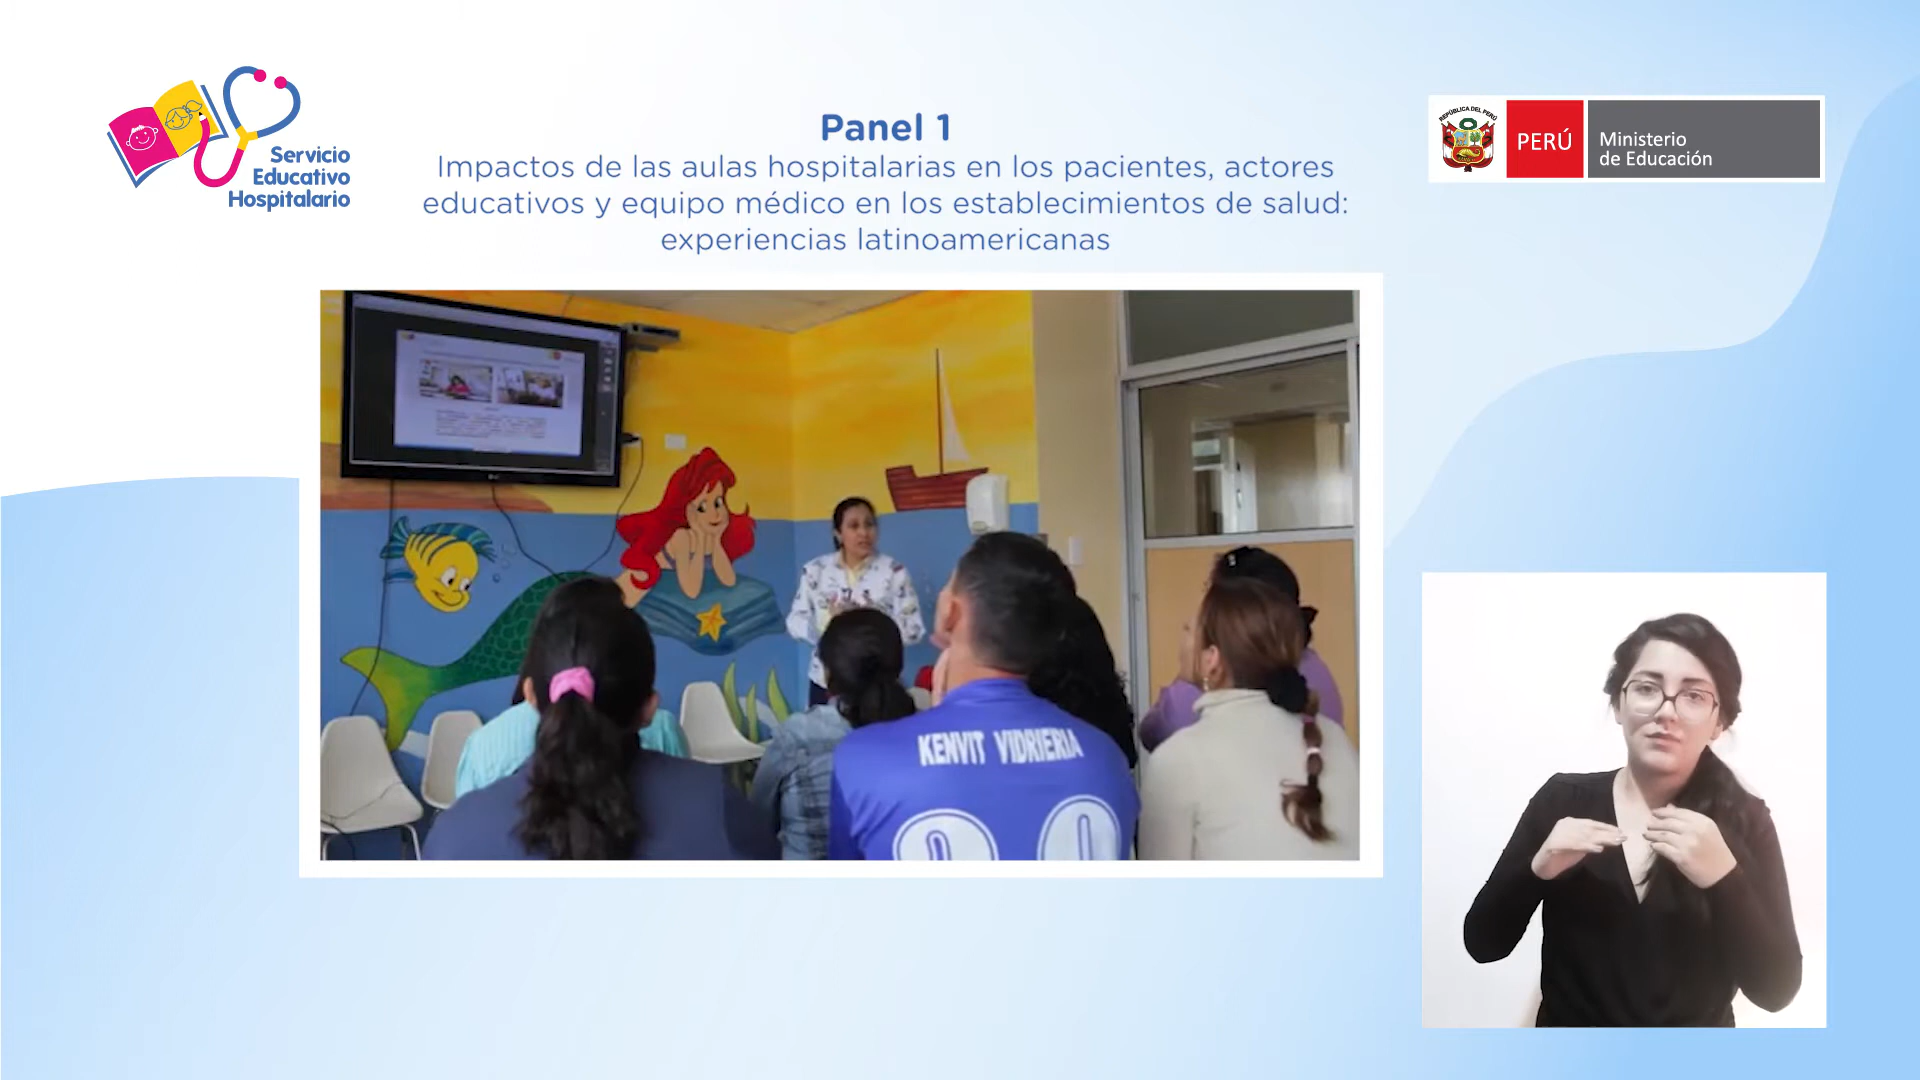 Servicio
Educativo
Hospitalario
Panel 1
Impactos de las aulas hospitalarias en los pacientes, actores
educativos y equipo médico en los establecimientos de salud:
experiencias latinoamericanas
REPÚBLICA DEL PERÚ
PERÚ
Ministerio
de Educación
KENVIT VIDRIERIA